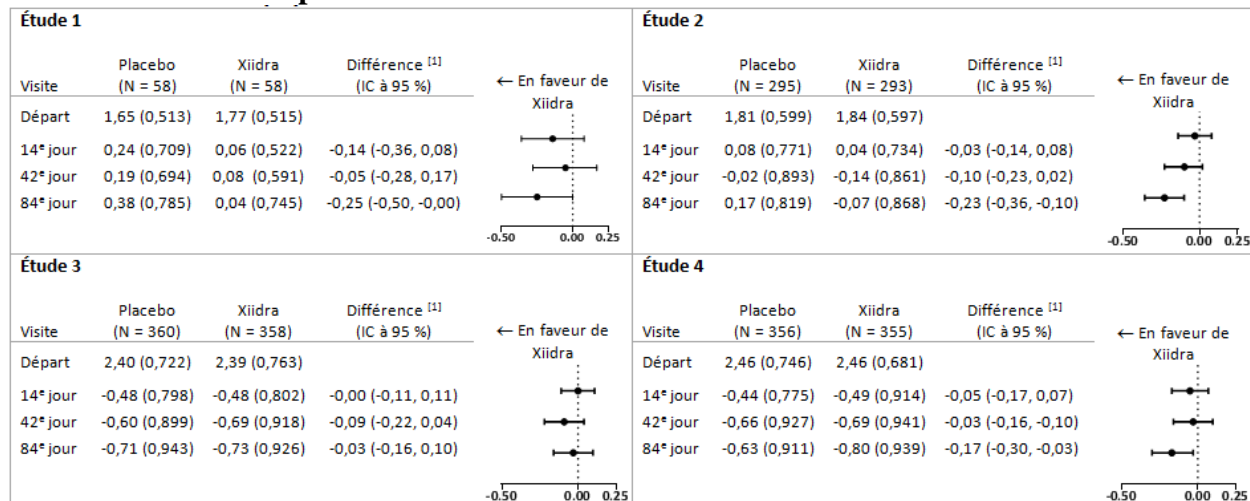 Étude 1
Placebo Xiidra Différence [1]
Visite (N = 58) (N = 58) (IC à 95 %) ← En faveur de
Xiidra
Départ 1,65 (0,513) 1,77 (0,515)
14e jour 0,24 (0,709) 0,06 (0,522) -0,14 (-0,36, 0,08)
42e jour 0,19 (0,694) 0,08 (0,591) -0,05 (-0,28, 0,17)
84e jour 0,38 (0,785) 0,04 (0,745) -0,25 (-0,50, -0,00)
-0.50 0.00 0.25
Étude 2
Placebo Xiidra Différence [1]
Visite (N = 295) (N = 293) (IC à 95 %) ← En faveur de
Xiidra
Départ 1,81 (0,599) 1,84 (0,597)
14e jour 0,08 (0,771) 0,04 (0,734) -0,03 (-0,14, 0,08)
42e jour -0,02 (0,893) -0,14 (0,861) -0,10 (-0,23, 0,02)
84e jour 0,17 (0,819) -0,07 (0,868) -0,23 (-0,36, -0,10)
-0.50 0.00 0.25
Étude 3
Placebo Xiidra Différence [1]
Visite (N = 360) (N = 358) (IC à 95 %) ← En faveur de
Xiidra
Départ 2,40 (0,722) 2,39 (0,763)
14e jour -0,48 (0,798) -0,48 (0,802) -0,00 (-0,11, 0,11)
42e jour -0,60 (0,899) -0,69 (0,918) -0,09 (-0,22, 0,04)
84e jour -0,71 (0,943) -0,73 (0,926) -0,03 (-0,16, 0,10)
-0.50 0.00 0.25
Étude 4
Placebo Xiidra Différence [1]
Visite (N = 356) (N = 355) (IC à 95 %) ← En faveur de
Xiidra
Départ 2,46 (0,746) 2,46 (0,681)
14e jour -0,44 (0,775) -0,49 (0,914) -0,05 (-0,17, 0,07)
42e jour -0,66 (0,927) -0,69 (0,941) -0,03 (-0,16, -0,10)
84e jour -0,63 (0,911) -0,80 (0,939) -0,17 (-0,30, -0,03)
-0.50 0.00 0.25